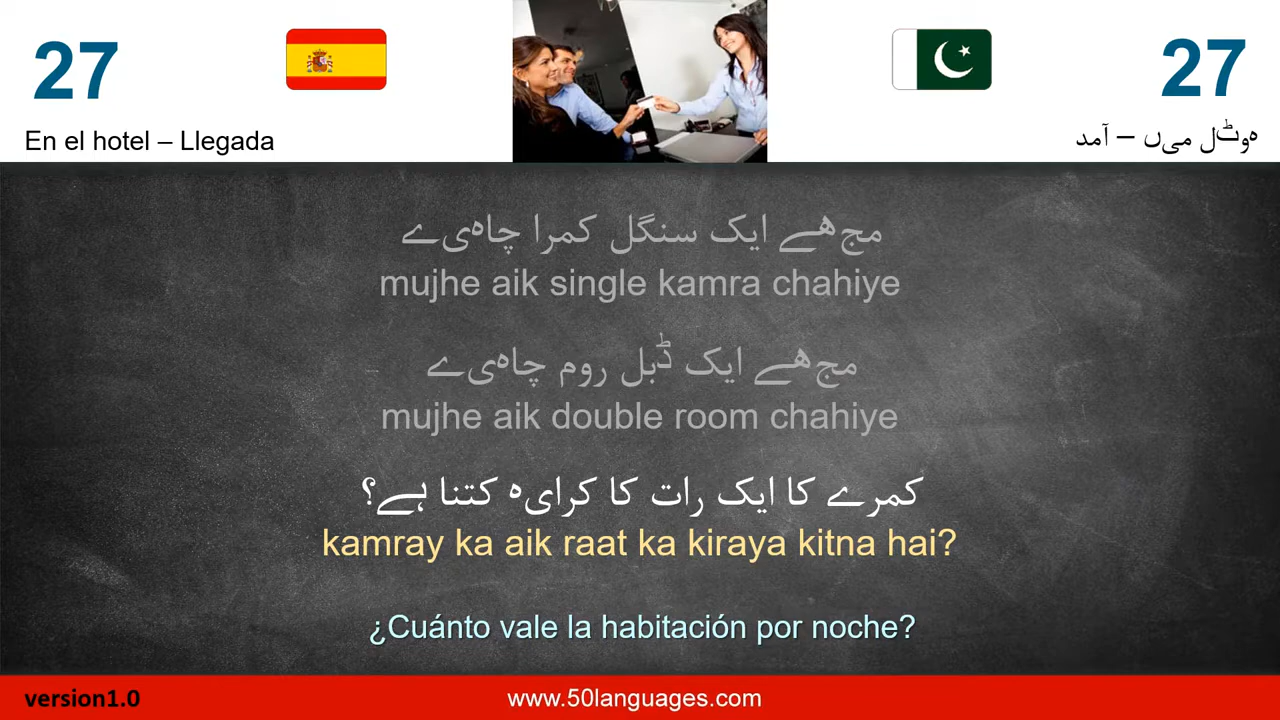 27
27
En el hotel – Llegada
ہوٹل میں – آمد
مجھے ایک سنگل کمرا چاہیے
mujhe aik single kamra chahiye
مجھے ایک ڈبل روم چاہیے
mujhe aik double room chahiye
کمرے کا ایک رات کا کرایہ کتنا ہے؟
kamray ka aik raat ka kiraya kitna hai?
¿Cuánto vale la habitación por noche?
version1.0
www.50languages.com